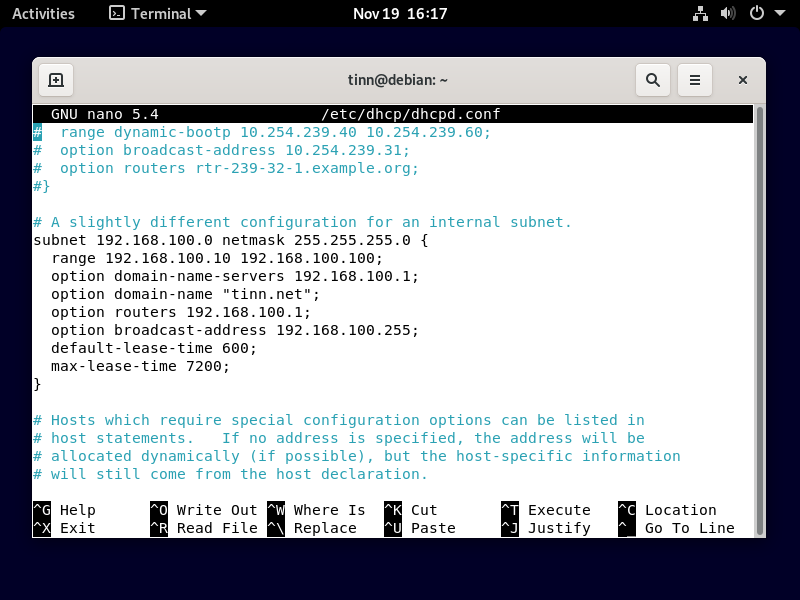 Activities Terminal Nov 19 16:17
tinn@debian: ~
GNU nano 5.4 /etc/dhcp/dhcpd.conf
#  range dynamic-bootp 10.254.239.40 10.254.239.60;
#  option broadcast-address 10.254.239.31;
#  option routers rtr-239-32-1.example.org;
#}
# A slightly different configuration for an internal subnet.
subnet 192.168.100.0 netmask 255.255.255.0 {
  range 192.168.100.10 192.168.100.100;
  option domain-name-servers 192.168.100.1;
  option domain-name "tinn.net";
  option routers 192.168.100.1;
  option broadcast-address 192.168.100.255;
  default-lease-time 600;
  max-lease-time 7200;
}
# Hosts which require special configuration options can be listed in
# host statements.   If no address is specified, the address will be
# allocated dynamically (if possible), but the host-specific information
# will still come from the host declaration.
^G Help ^O Write Out ^W Where Is ^K Cut ^T Execute ^C Location
^X Exit ^R Read File ^\ Replace ^U Paste ^J Justify ^_ Go To Line